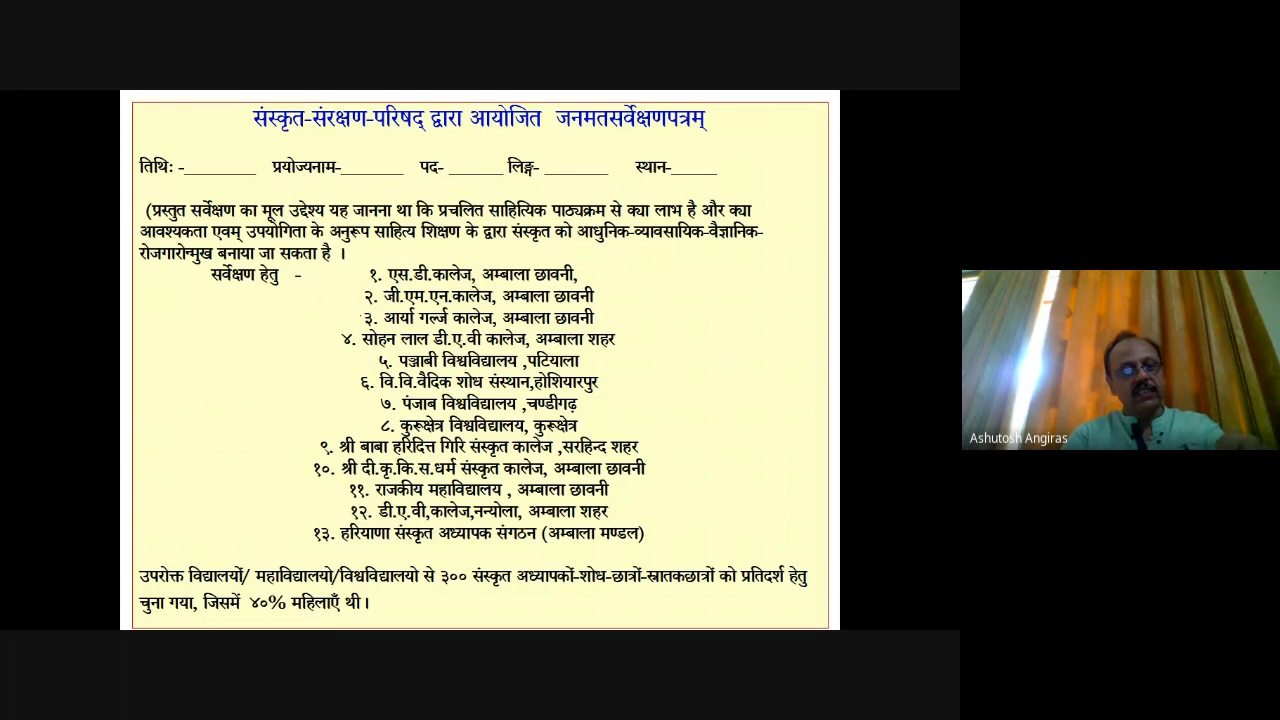 संस्कृत-संरक्षण-परिषद् द्वारा आयोजित जनमतसर्वेक्षणपत्रम्
तिथिः -________ प्रयोज्यनाम-_______ पद- ______ लिङ्ग- _______ स्थान-_____
(प्रस्तुत सर्वेक्षण का मूल उद्देश्य यह जानना था कि प्रचलित साहित्यिक पाठ्यक्रम से क्या लाभ है और क्या
आवश्यकता एवम् उपयोगिता के अनुरूप साहित्य शिक्षण के द्वारा संस्कृत को आधुनिक-व्यावसायिक-वैज्ञानिक-
रोजगारोन्मुख बनाया जा सकता है ।
सर्वेक्षण हेतु - १. एस.डी.कालेज, अम्बाला छावनी,
२. जी.एम.एन.कालेज, अम्बाला छावनी
३. आर्या गर्ल्ज कालेज, अम्बाला छावनी
४. सोहन लाल डी.ए.वी कालेज, अम्बाला शहर
५. पञ्जाबी विश्वविद्यालय ,पटियाला
६. वि.वि.वैदिक शोध संस्थान,होशियारपुर
७. पंजाब विश्वविद्यालय ,चण्डीगढ़
८. कुरूक्षेत्र विश्वविद्यालय, कुरूक्षेत्र
९. श्री बाबा हरिदित्त गिरि संस्कृत कालेज ,सरहिन्द शहर
१०. श्री दी.कृ.कि.स.धर्म संस्कृत कालेज, अम्बाला छावनी
११. राजकीय महाविद्यालय , अम्बाला छावनी
१२. डी.ए.वी,कालेज,नन्योला, अम्बाला शहर
१३. हरियाणा संस्कृत अध्यापक संगठन (अम्बाला मण्डल)
उपरोक्त विद्यालयों/ महाविद्यालयो/विश्वविद्यालयो से ३०० संस्कृत अध्यापकों-शोध-छात्रों-स्नातकछात्रों को प्रतिदर्श हेतु
चुना गया, जिसमें ४०% महिलाएँ थी।
Ashutosh Angiras